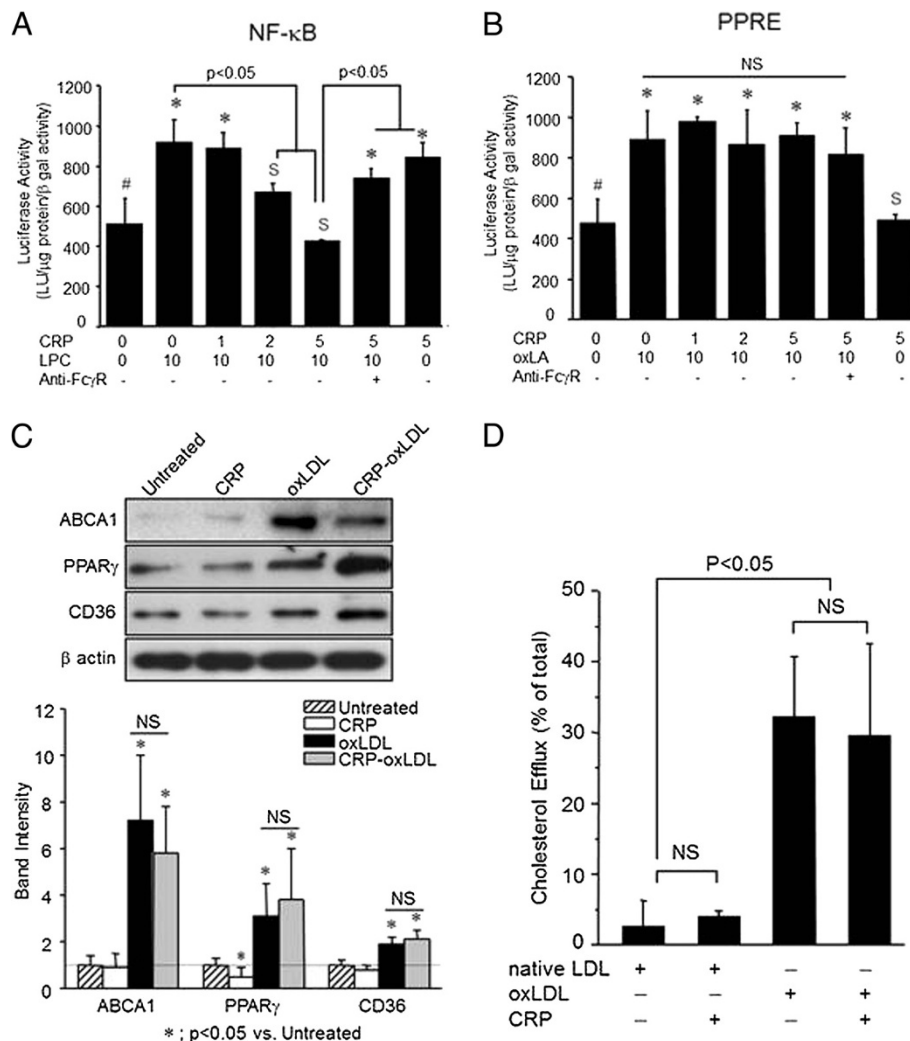 A
NF-κB
p<0.05
p<0.05
Luciferase Activity
(LU/μg protein/β gal activity)
1200
1000
800
600
400
200
0
#
*
*
S
S
*
*
CRP 0 0 1 2 5 5 5
LPC 0 10 10 10 10 10 0
Anti-FcγR - - - - - + -
B
PPRE
NS
Luciferase Activity
(LU/μg protein/β gal activity)
1200
1000
800
600
400
200
0
#
*
*
*
*
*
S
CRP 0 0 1 2 5 5 5
oxLA 0 10 10 10 10 10 0
Anti-FcγR - - - - - + -
C
Untreated
CRP
oxLDL
CRP-oxLDL
ABCA1
PPARγ
CD36
β actin
Band Intensity
12
10
8
6
4
2
0
Untreated
CRP
oxLDL
CRP-oxLDL
NS
*
*
*
NS
*
*
NS
*
*
ABCA1 PPARγ CD36
* ; p<0.05 vs. Untreated
D
P<0.05
NS
NS
Cholesterol Efflux (% of total)
50
40
30
20
10
5
0
native LDL + + – –
oxLDL – – + +
CRP – + – +